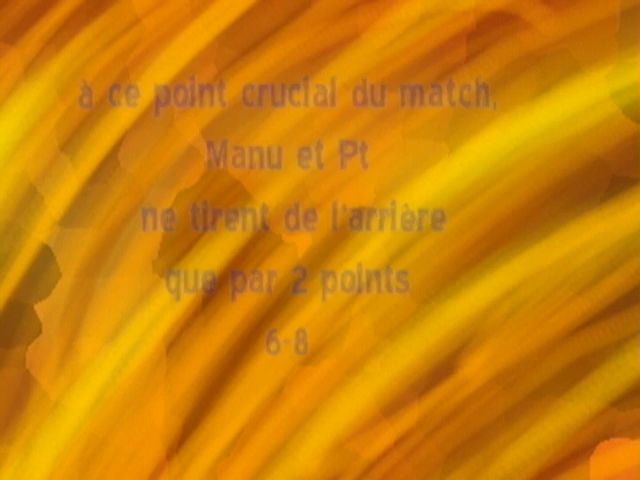 à ce point crucial du match,
Manu et Pt
ne tirent de l'arrière
que par 2 points
6-8